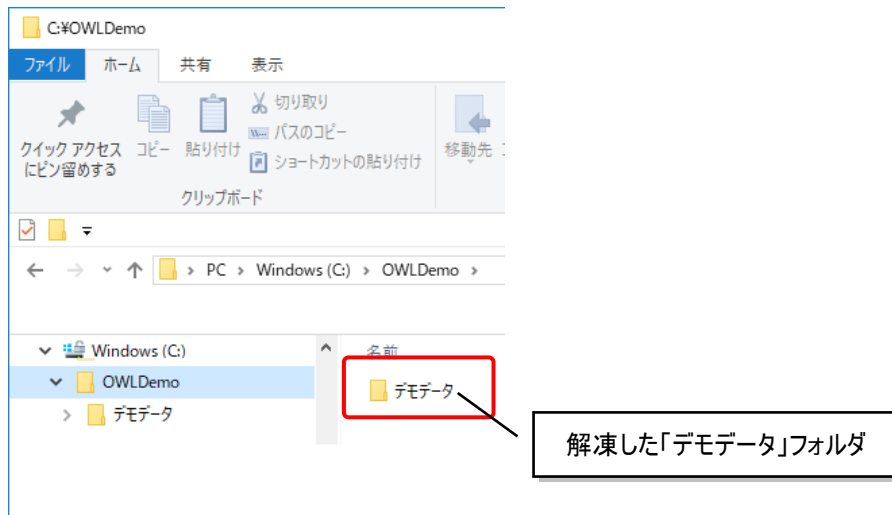 C:¥OWLDemo
ファイル ホーム 共有 表示
クイック アクセス
にピン留めする
コピー
貼り付け
切り取り
パスのコピー
ショートカットの貼り付け
移動先
クリップボード
PC > Windows (C:) > OWLDemo >
Windows (C:)
OWLDemo
デモデータ
名前
デモデータ
解凍した「デモデータ」フォルダ